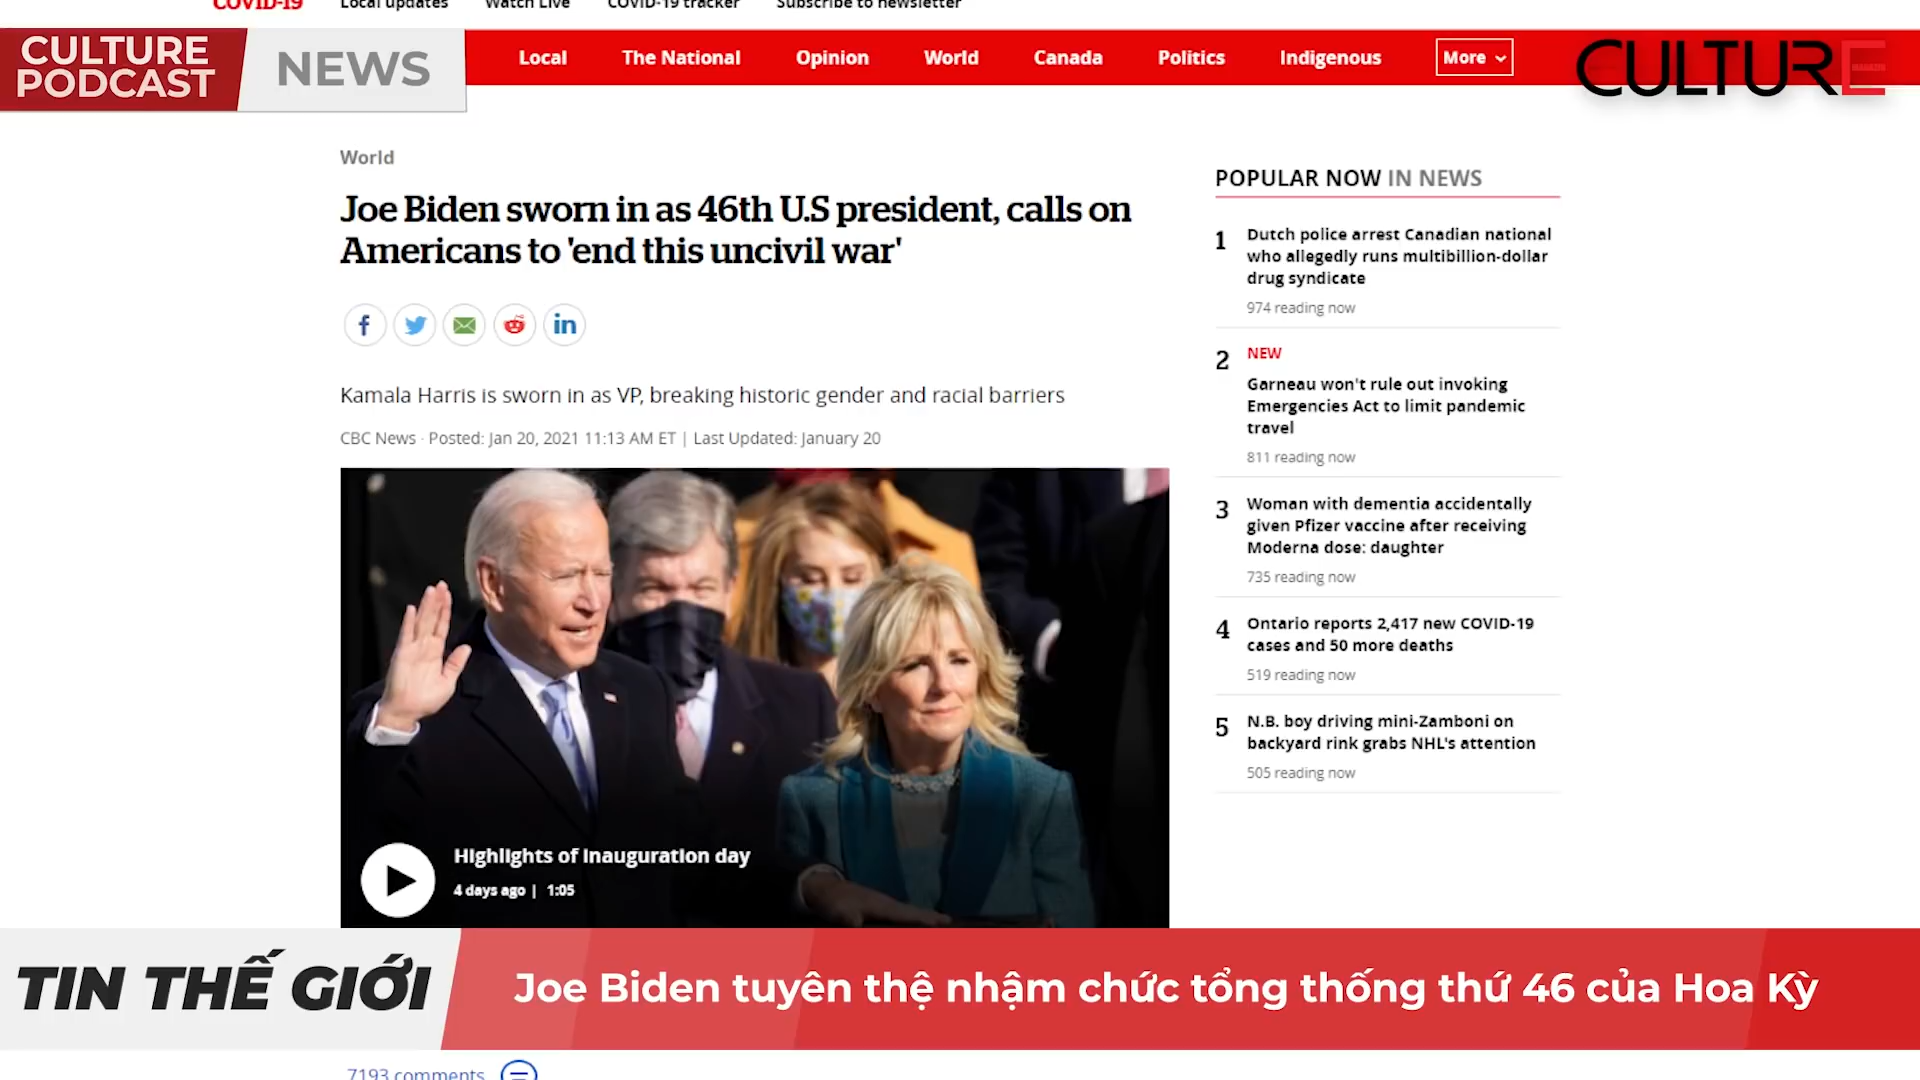 COVID-19 Local updates Watch Live COVID-19 tracker Subscribe to newsletter
CULTURE
PODCAST
NEWS
Local The National Opinion World Canada Politics Indigenous More
CULTURE
MAGAZIN
World
Joe Biden sworn in as 46th U.S president, calls on
Americans to 'end this uncivil war'
Kamala Harris is sworn in as VP, breaking historic gender and racial barriers
CBC News · Posted: Jan 20, 2021 11:13 AM ET | Last Updated: January 20
Highlights of inauguration day
4 days ago | 1:05
POPULAR NOW IN NEWS
1 Dutch police arrest Canadian national
who allegedly runs multibillion-dollar
drug syndicate
974 reading now
2 NEW
Garneau won't rule out invoking
Emergencies Act to limit pandemic
travel
811 reading now
3 Woman with dementia accidentally
given Pfizer vaccine after receiving
Moderna dose: daughter
735 reading now
4 Ontario reports 2,417 new COVID-19
cases and 50 more deaths
519 reading now
5 N.B. boy driving mini-Zamboni on
backyard rink grabs NHL's attention
505 reading now
TIN THẾ GIỚI
Joe Biden tuyên thệ nhậm chức tổng thống thứ 46 của Hoa Kỳ
7193 comments